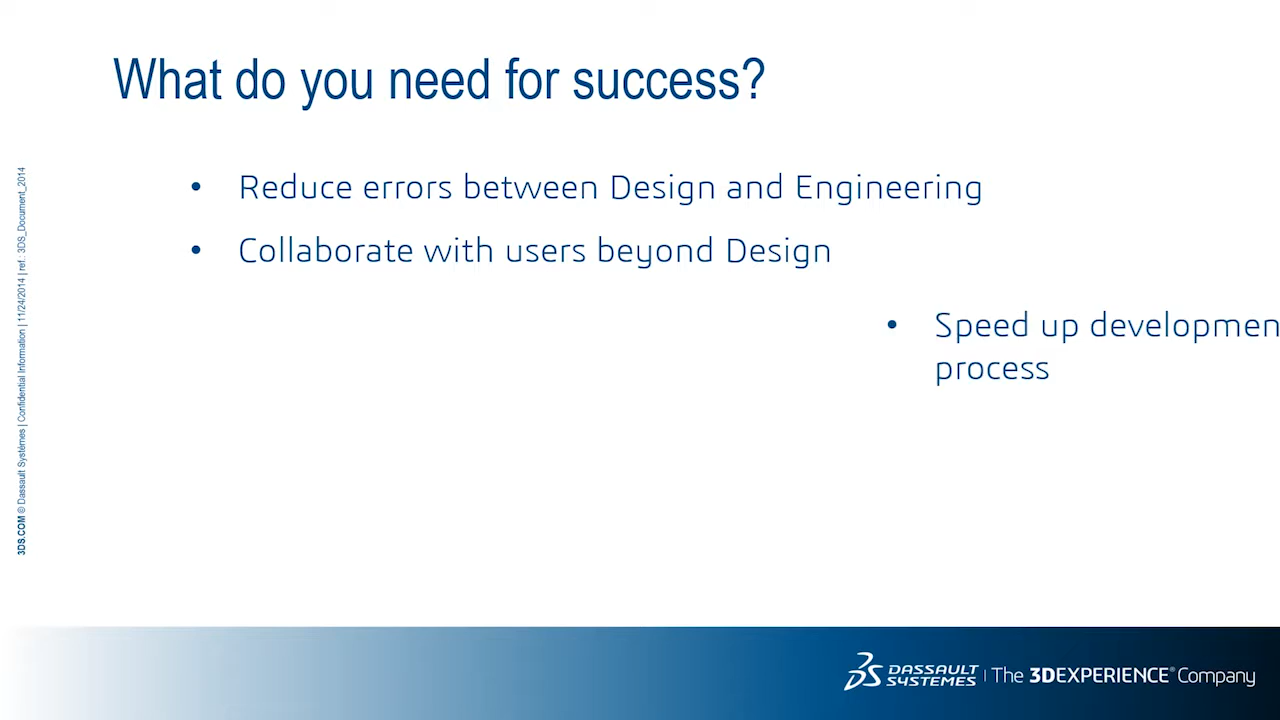 What do you need for success?
• Reduce errors between Design and Engineering
• Collaborate with users beyond Design
• Speed up developmen
process
3DS.COM © Dassault Systèmes | Confidential Information | 11/24/2014 | ref.: 3DS_Document_2014
DASSAULT
SYSTEMES | The 3DEXPERIENCE® Company